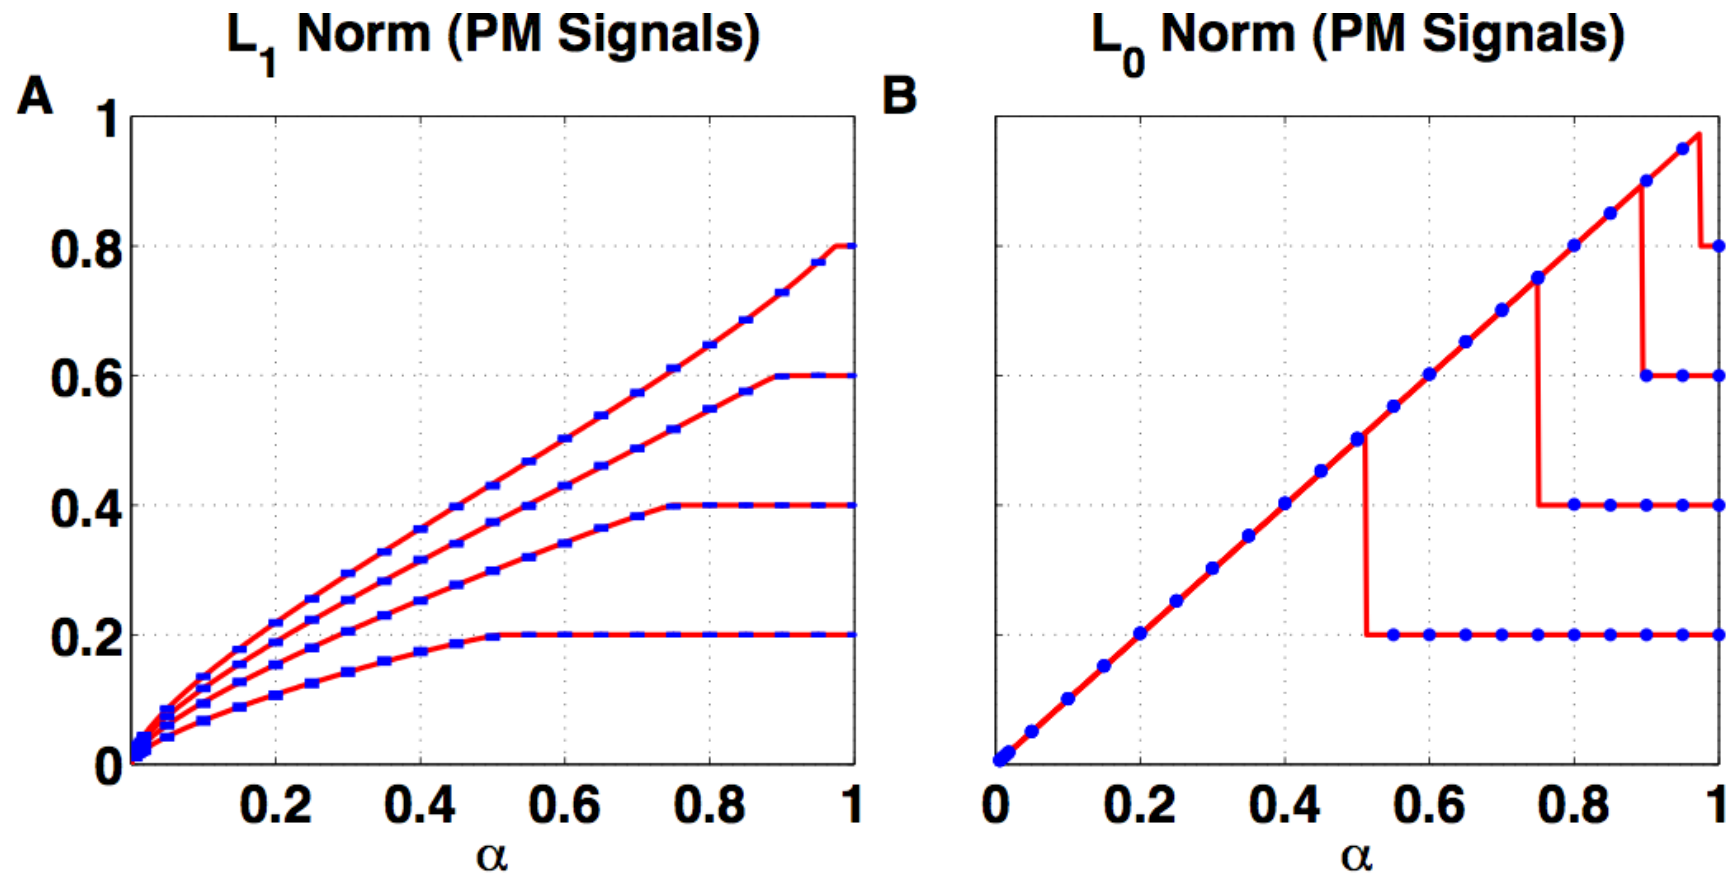 L1 Norm (PM Signals)
L0 Norm (PM Signals)
A
B
1
0.8
0.6
0.4
0.2
0
0.2 0.4 0.6 0.8 1
0 0.2 0.4 0.6 0.8 1
α
α